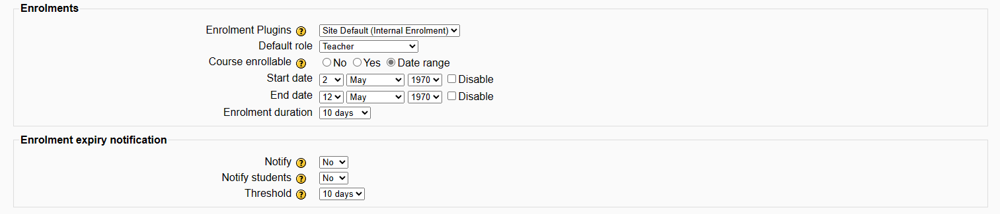 Enrolments
Enrolment Plugins ? Site Default (Internal Enrolment)
Default role Teacher
Course enrollable ? No Yes Date range
Start date 2 May 1970 Disable
End date 12 May 1970 Disable
Enrolment duration 10 days
Enrolment expiry notification
Notify ? No
Notify students ? No
Threshold ? 10 days